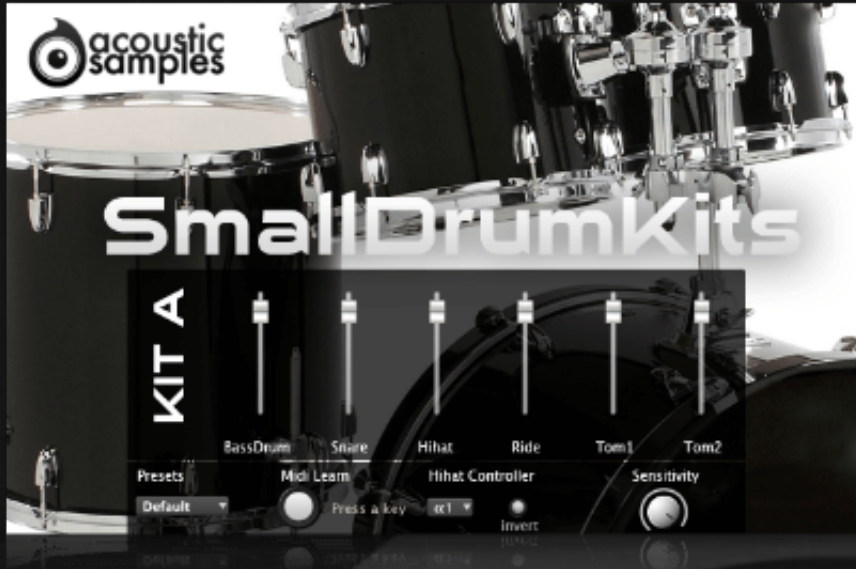 acoustic
samples
SmallDrumKits
KIT A
BassDrum Snare Hihat Ride Tom1 Tom2
Presets Midi Learn Hihat Controller Sensitivity
Default Press a key cc1
invert